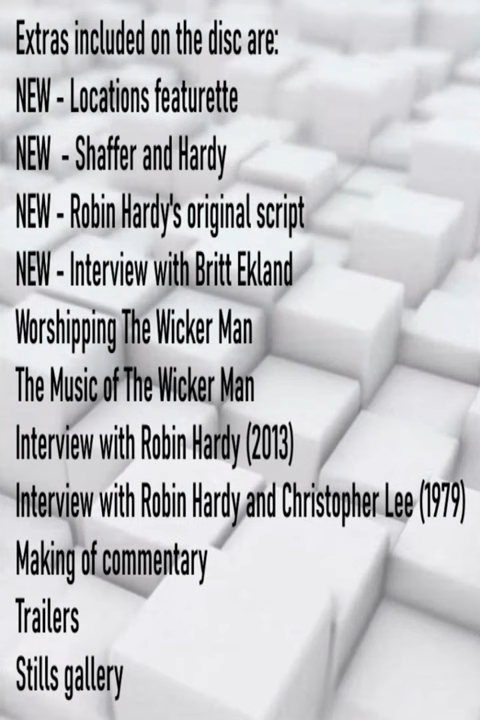 Extras included on the disc are:
NEW - Locations featurette
NEW - Shaffer and Hardy
NEW - Robin Hardy's original script
NEW - Interview with Britt Ekland
Worshipping The Wicker Man
The Music of The Wicker Man
Interview with Robin Hardy (2013)
Interview with Robin Hardy and Christopher Lee (1979)
Making of commentary
Trailers
Stills gallery